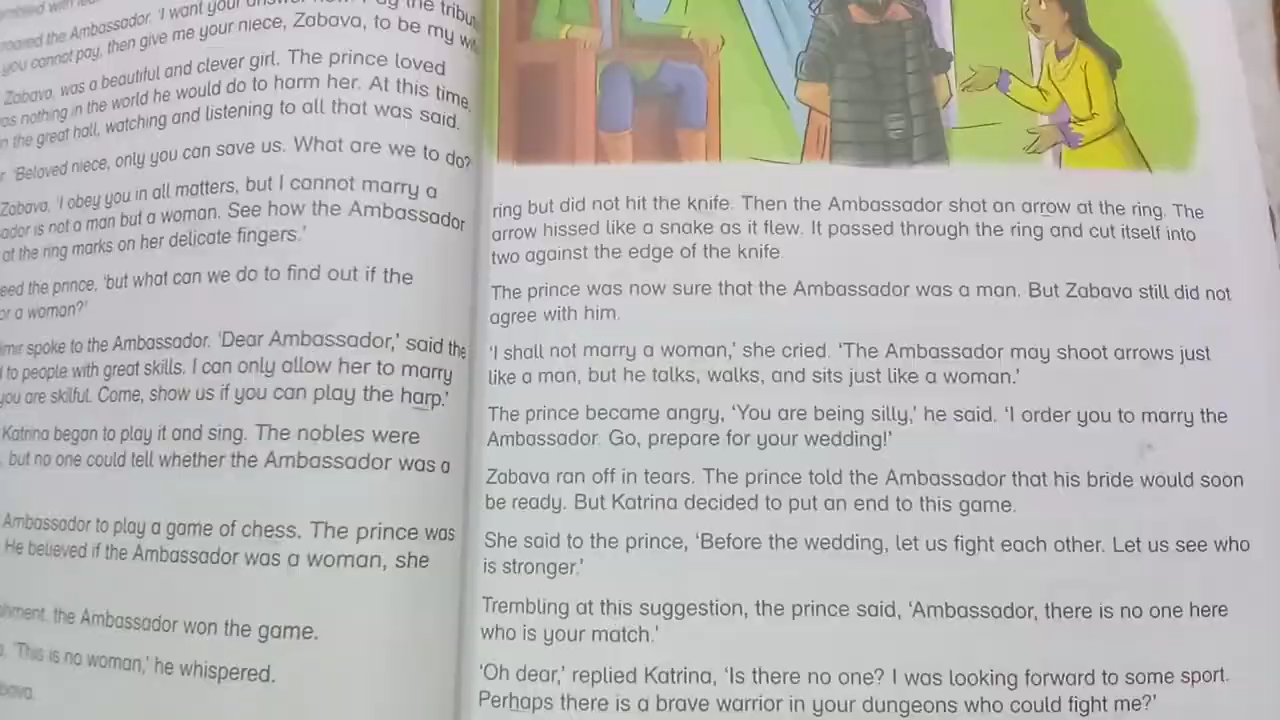 the Ambassador. 'I want your the tribu
you cannot pay, then give me your niece, Zabava, to be my wi
Zabava, was a beautiful and clever girl. The prince loved
as nothing in the world he would do to harm her. At this time,
n the great hall, watching and listening to all that was said.
'Beloved niece, only you can save us. What are we to do?
Zabava, 'I obey you in all matters, but I cannot marry a
ador is not a man but a woman. See how the Ambassador
at the ring marks on her delicate fingers.'
eed the prince, 'but what can we do to find out if the
or a woman?'
imir spoke to the Ambassador. 'Dear Ambassador,' said the
to people with great skills. I can only allow her to marry
you are skilful. Come, show us if you can play the harp.'
Katrina began to play it and sing. The nobles were
but no one could tell whether the Ambassador was a
Ambassador to play a game of chess. The prince was
He believed if the Ambassador was a woman, she
hment, the Ambassador won the game.
'This is no woman,' he whispered.
bava.
ring but did not hit the knife. Then the Ambassador shot an arrow at the ring. The
arrow hissed like a snake as it flew. It passed through the ring and cut itself into
two against the edge of the knife.
The prince was now sure that the Ambassador was a man. But Zabava still did not
agree with him.
'I shall not marry a woman,' she cried. 'The Ambassador may shoot arrows just
like a man, but he talks, walks, and sits just like a woman.'
The prince became angry, 'You are being silly,' he said. 'I order you to marry the
Ambassador. Go, prepare for your wedding!'
Zabava ran off in tears. The prince told the Ambassador that his bride would soon
be ready. But Katrina decided to put an end to this game.
She said to the prince, 'Before the wedding, let us fight each other. Let us see who
is stronger.'
Trembling at this suggestion, the prince said, 'Ambassador, there is no one here
who is your match.'
'Oh dear,' replied Katrina, 'Is there no one? I was looking forward to some sport.
Perhaps there is a brave warrior in your dungeons who could fight me?'